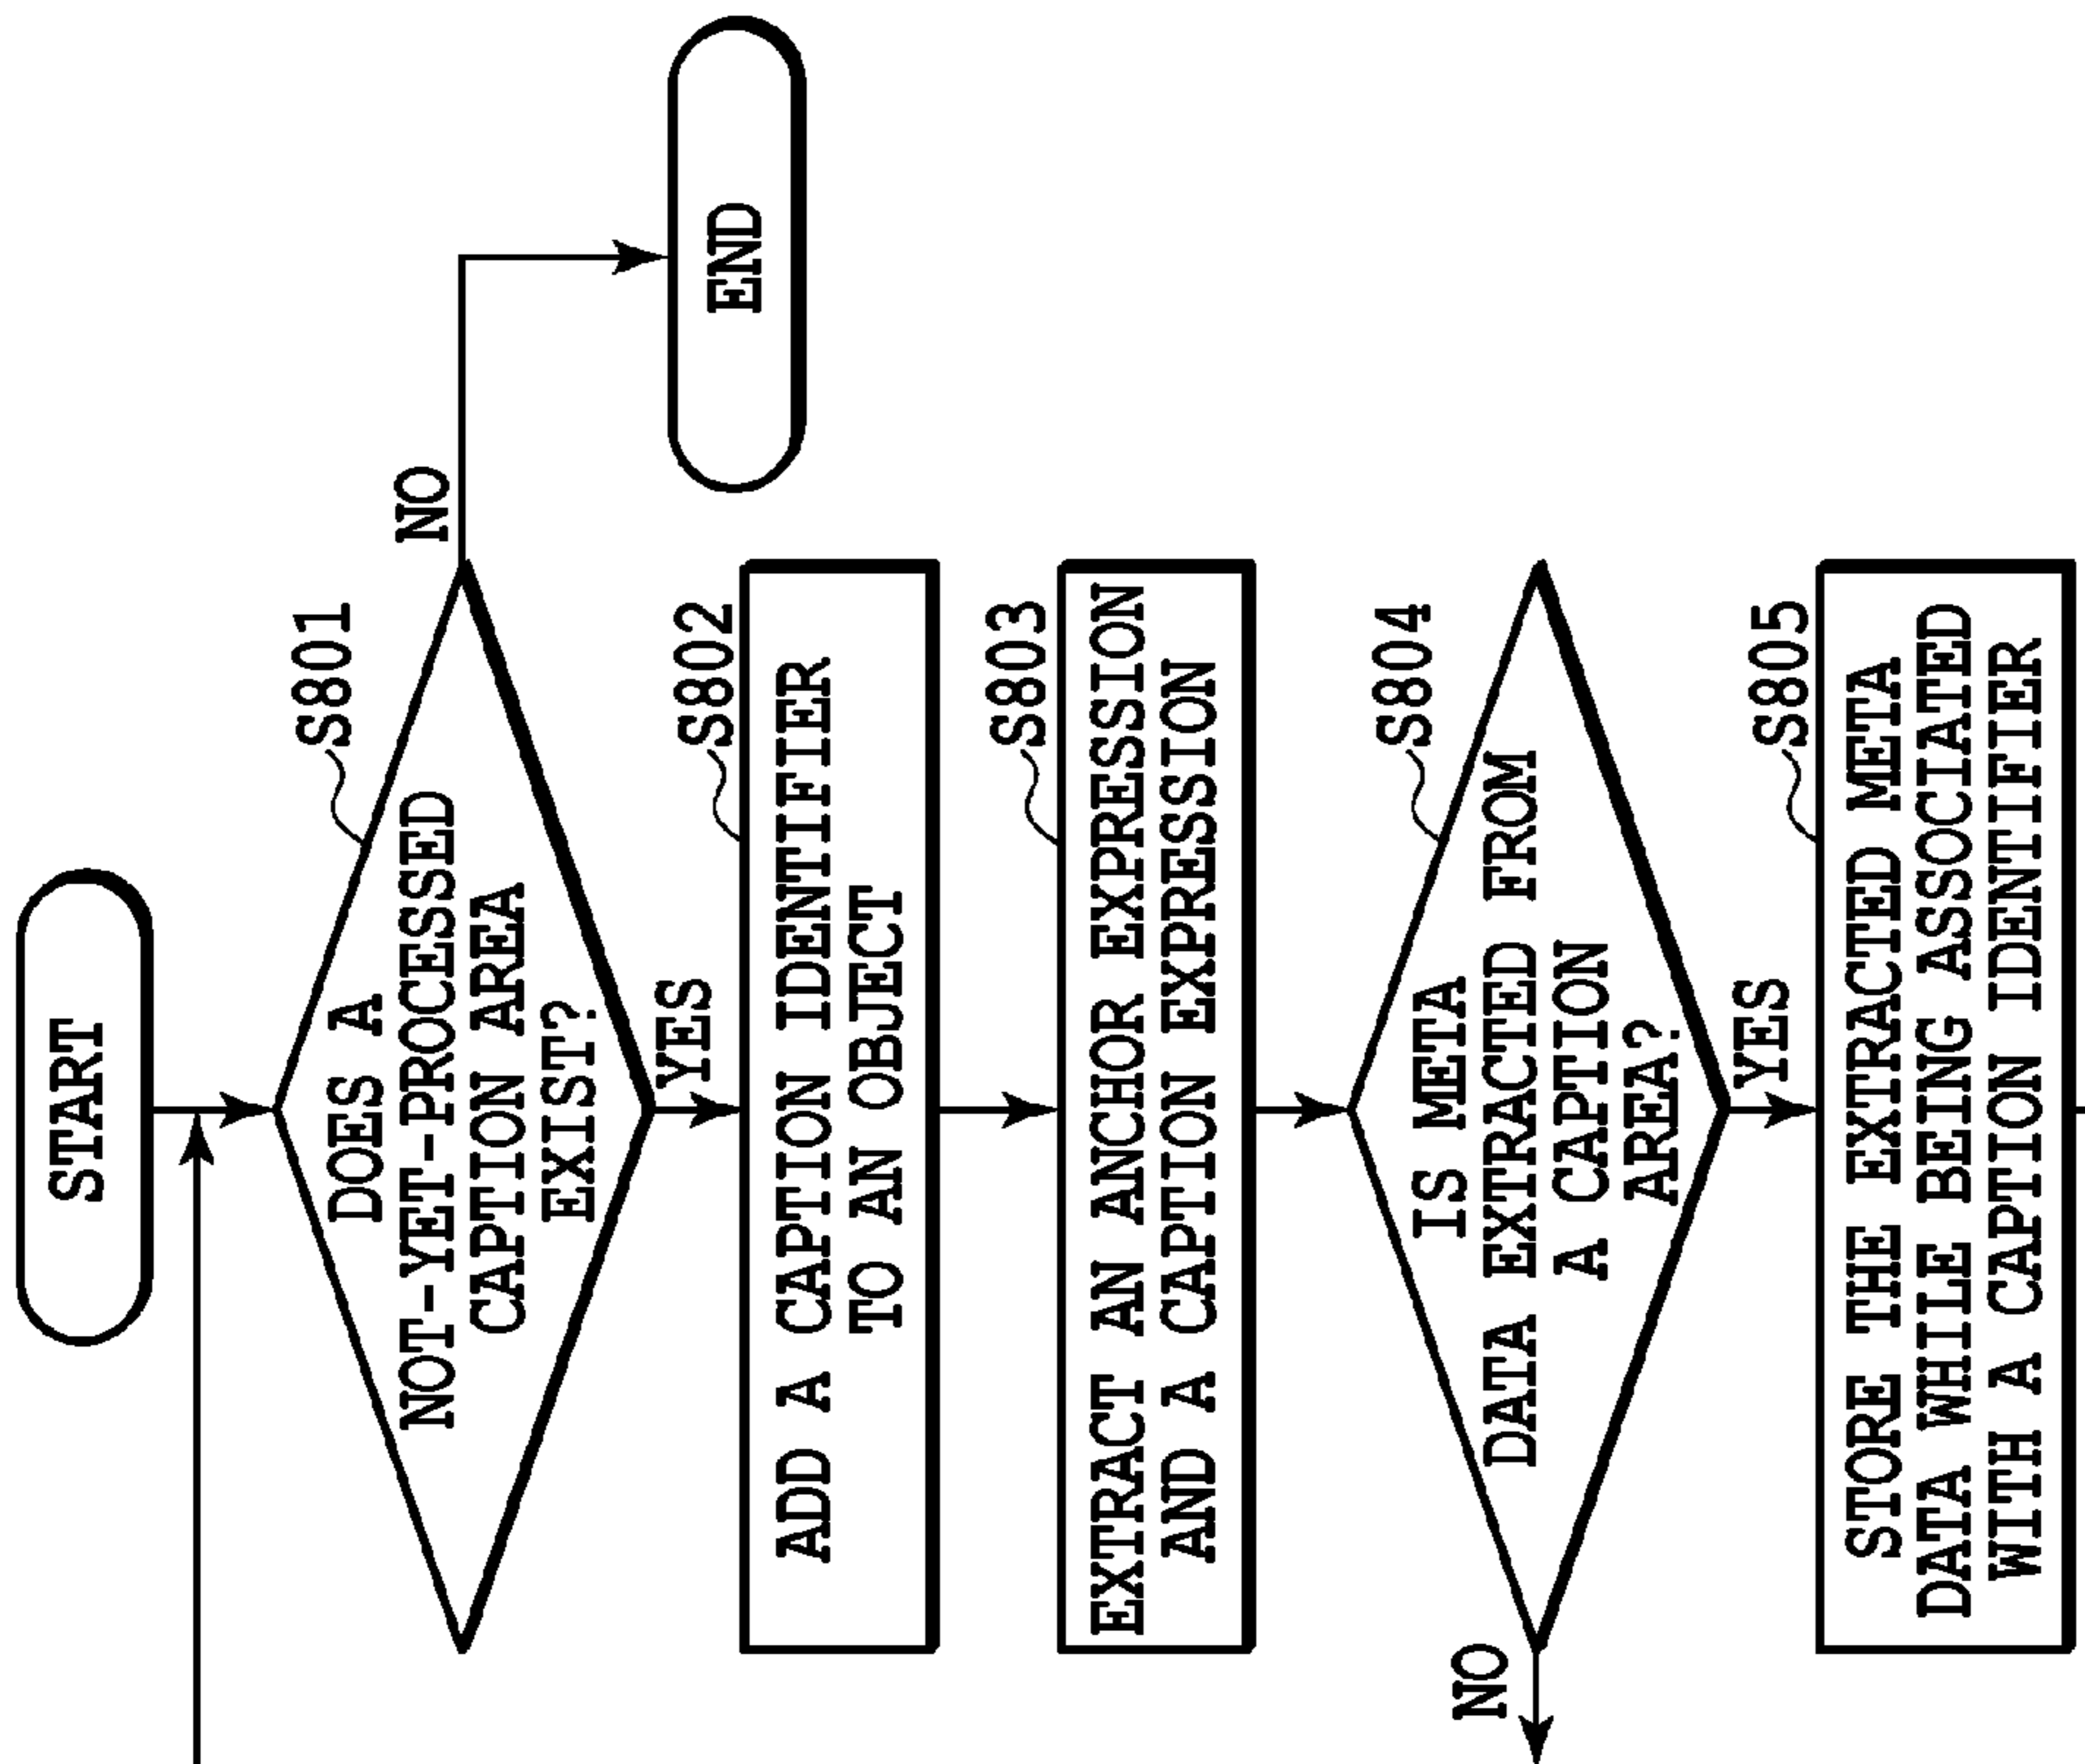 START
S801
DOES A
NOT-YET-PROCESSED
CAPTION AREA
EXIST?
NO
END
YES
S802
ADD A CAPTION IDENTIFIER
TO AN OBJECT
S803
EXTRACT AN ANCHOR EXPRESSION
AND A CAPTION EXPRESSION
S804
IS META
DATA EXTRACTED FROM
A CAPTION
AREA?
NO
YES
S805
STORE THE EXTRACTED META
DATA WHILE BEING ASSOCIATED
WITH A CAPTION IDENTIFIER